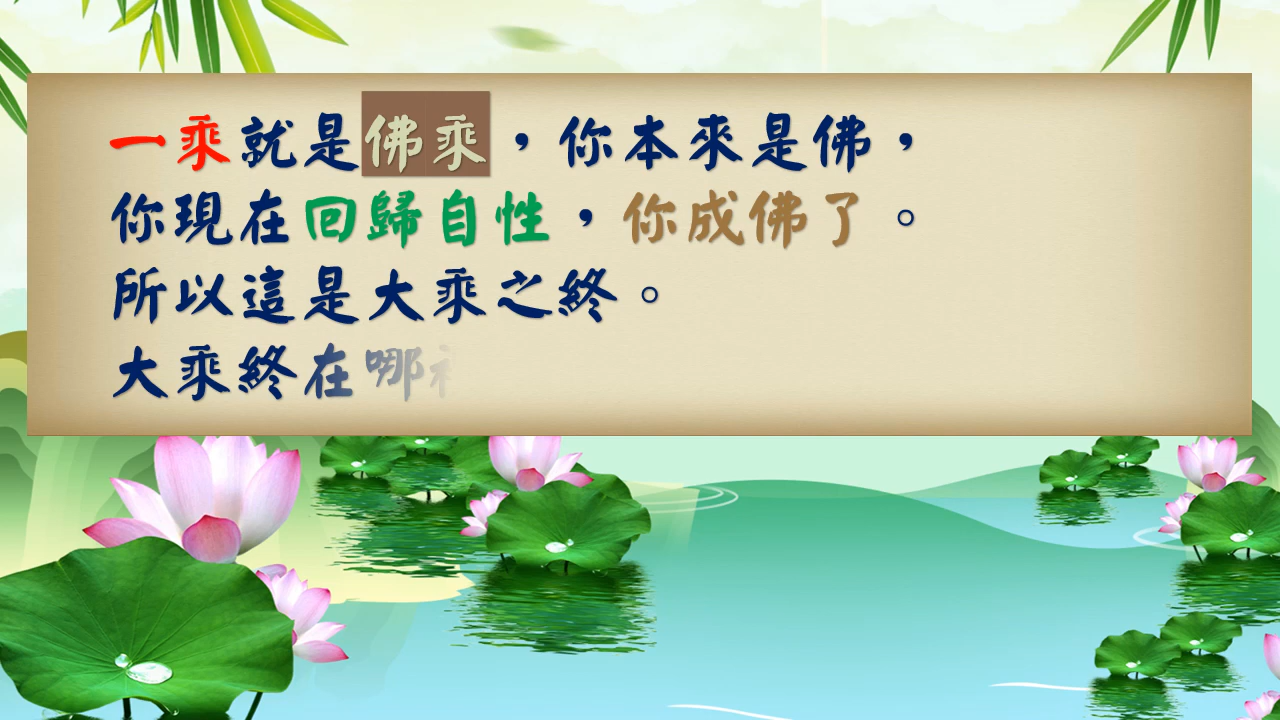 一乘就是佛乘，你本來是佛，
你現在回歸自性，你成佛了。
所以這是大乘之終。
大乘終在哪